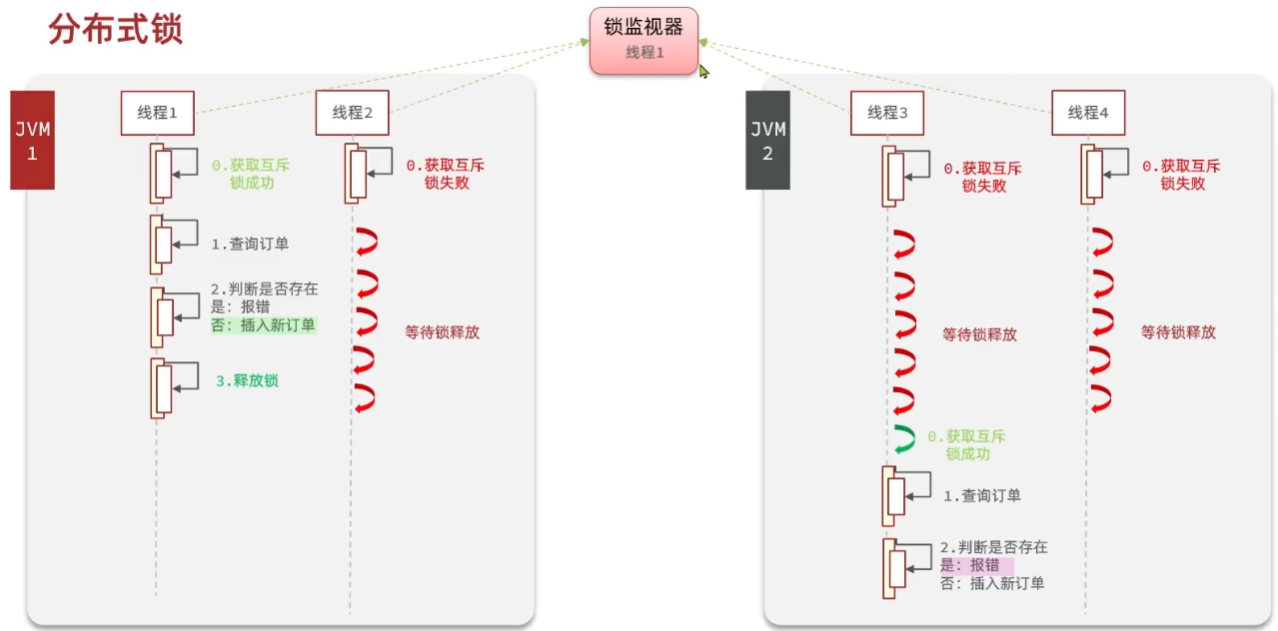 分布式锁
锁监视器
线程1
JVM
1
线程1
0.获取互斥
锁成功
1.查询订单
2.判断是否存在
是：报错
否：插入新订单
3.释放锁
线程2
0.获取互斥
锁失败
等待锁释放
JVM
2
线程3
0.获取互斥
锁失败
等待锁释放
0.获取互斥
锁成功
1.查询订单
2.判断是否存在
是：报错
否：插入新订单
线程4
0.获取互斥
锁失败
等待锁释放